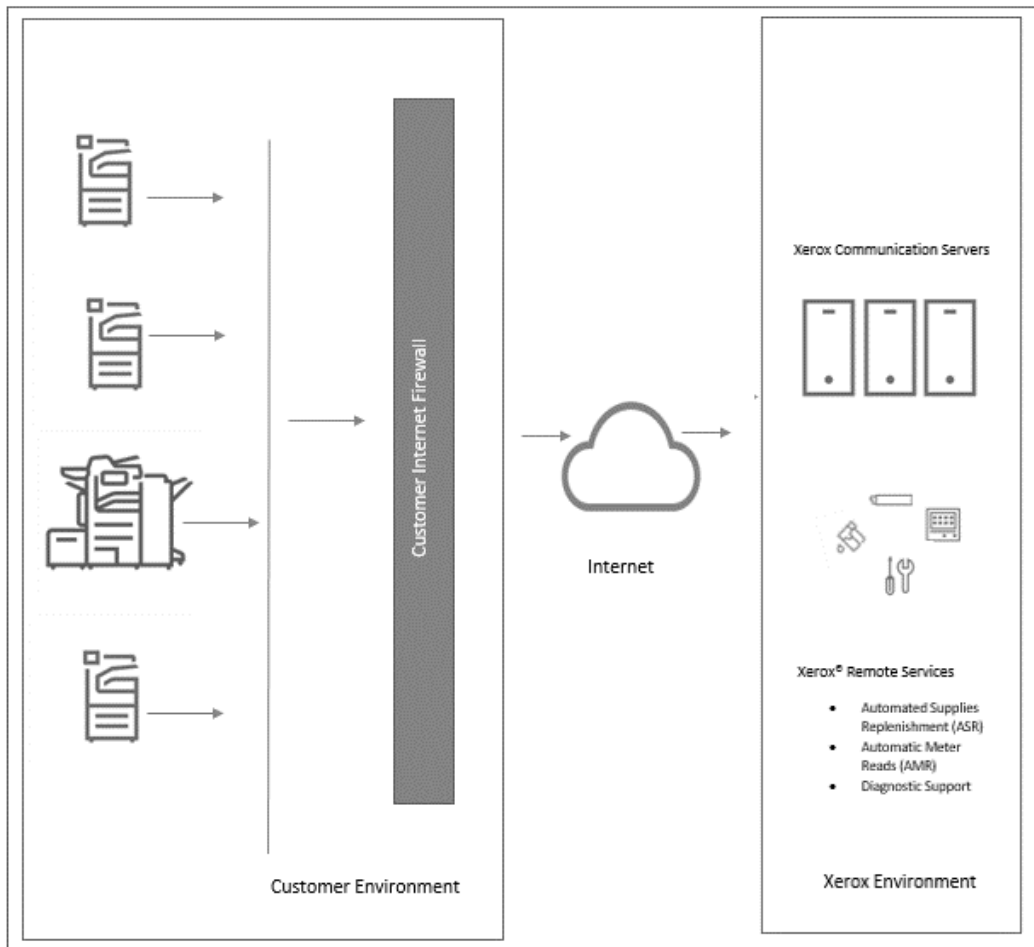 Customer Internet Firewall
Customer Environment
Internet
Xerox Communication Servers
Xerox® Remote Services
• Automated Supplies
Replenishment (ASR)
• Automatic Meter
Reads (AMR)
• Diagnostic Support
Xerox Environment